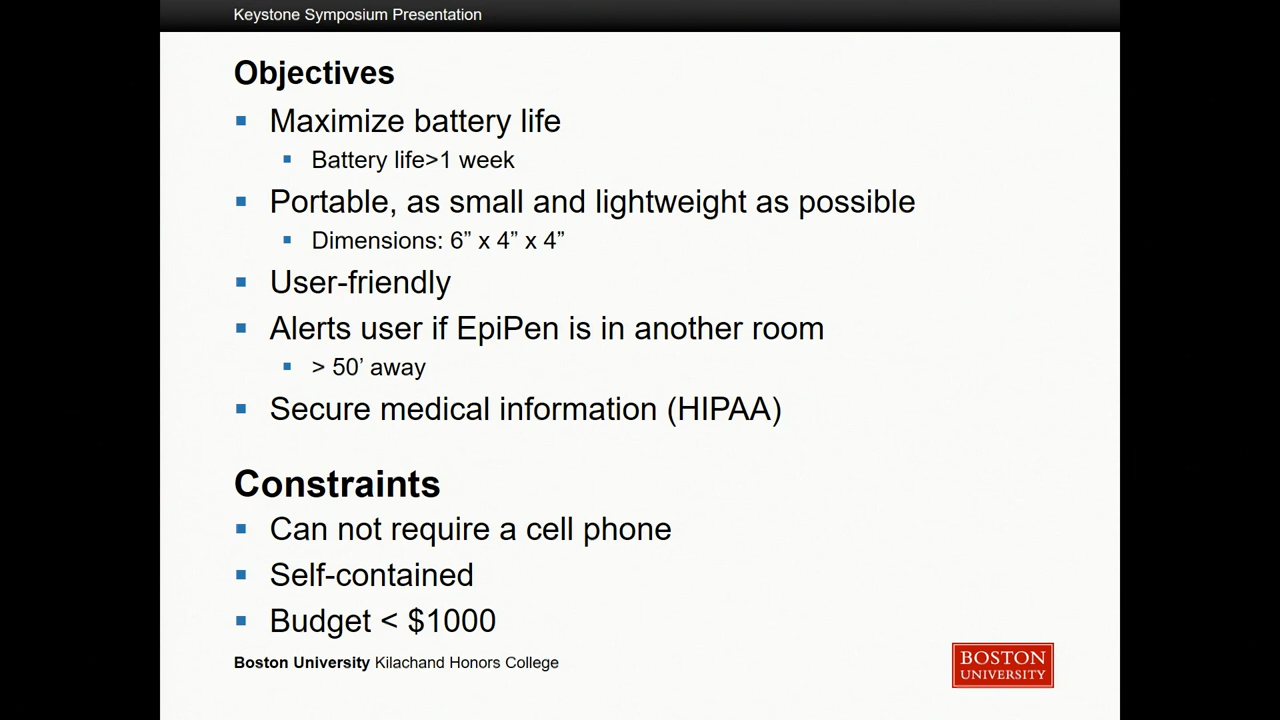 Keystone Symposium Presentation
Objectives
Maximize battery life
Battery life>1 week
Portable, as small and lightweight as possible
Dimensions: 6” x 4” x 4”
User-friendly
Alerts user if EpiPen is in another room
> 50’ away
Secure medical information (HIPAA)
Constraints
Can not require a cell phone
Self-contained
Budget < $1000
Boston University Kilachand Honors College
BOSTON
UNIVERSITY